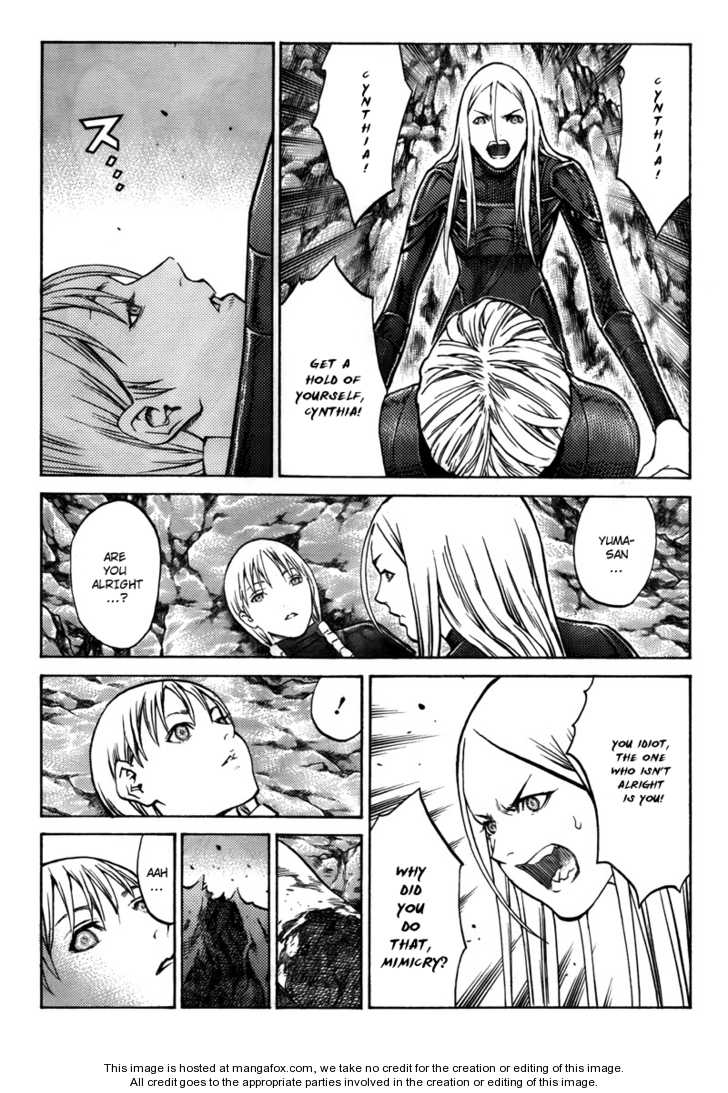 CYNTHIA!
CYNTHIA!
GET A
HOLD OF
YOURSELF,
CYNTHIA!
ス...
YUMA-
SAN
...
ARE
YOU
ALRIGHT
...?
YOU IDIOT,
THE ONE
WHO ISN'T
ALRIGHT
IS YOU!
WHY
DID
YOU
DO
THAT,
MIMICRY?
!
AAH
...
This image is hosted at mangafox.com, we take no credit for the creation or editing of this image.
All credit goes to the appropriate parties involved in the creation or editing of this image.